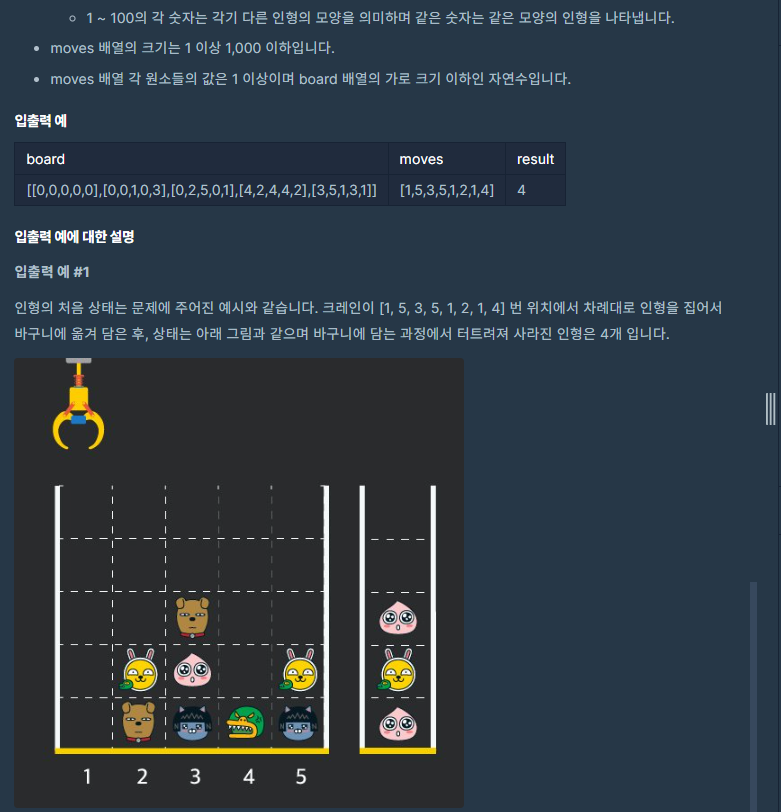 1 ~ 100의 각 숫자는 각기 다른 인형의 모양을 의미하며 같은 숫자는 같은 모양의 인형을 나타냅니다.
moves 배열의 크기는 1 이상 1,000 이하입니다.
moves 배열 각 원소들의 값은 1 이상이며 board 배열의 가로 크기 이하인 자연수입니다.
입출력 예
board moves result
[[0,0,0,0,0],[0,0,1,0,3],[0,2,5,0,1],[4,2,4,4,2],[3,5,1,3,1]] [1,5,3,5,1,2,1,4] 4
입출력 예에 대한 설명
입출력 예 #1
인형의 처음 상태는 문제에 주어진 예시와 같습니다. 크레인이 [1, 5, 3, 5, 1, 2, 1, 4] 번 위치에서 차례대로 인형을 집어서
바구니에 옮겨 담은 후, 상태는 아래 그림과 같으며 바구니에 담는 과정에서 터트려져 사라진 인형은 4개 입니다.
1 2 3 4 5